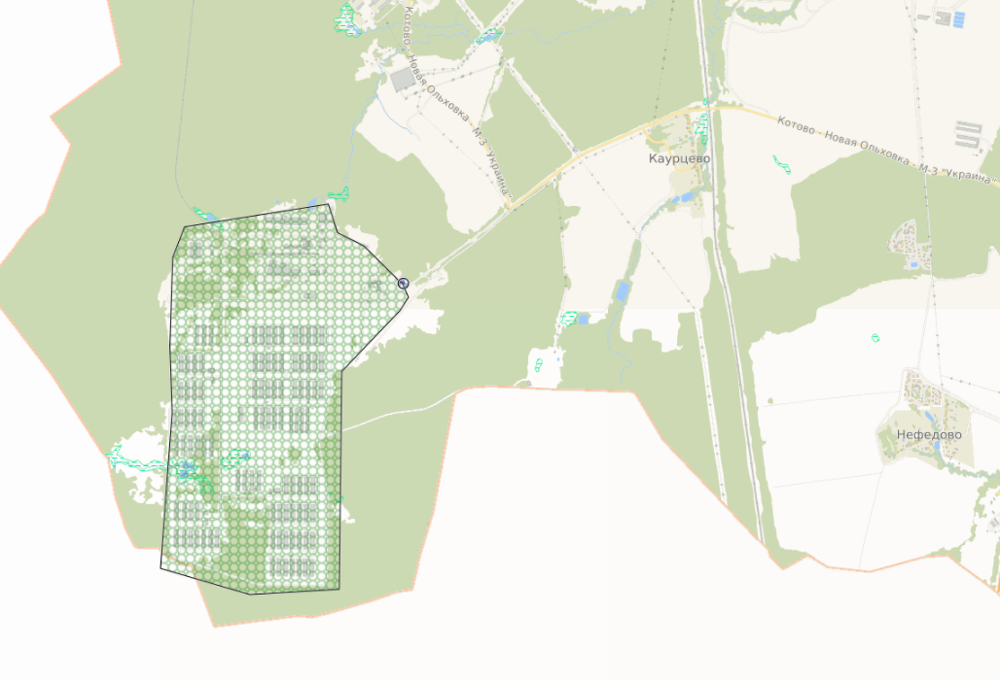 Котово - Новая Ольховка - М-3 "Украина"
Котово - Новая Ольховка - М-3 "Украина"
Каурцево
Нефедово